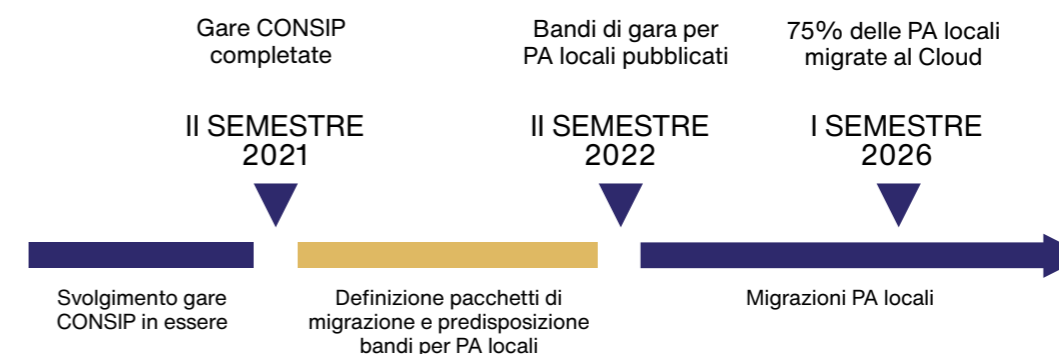 Gare CONSIP
completate
Bandi di gara per
PA locali pubblicati
75% delle PA locali
migrate al Cloud
II SEMESTRE
2021
II SEMESTRE
2022
I SEMESTRE
2026
Svolgimento gare
CONSIP in essere
Definizione pacchetti di
migrazione e predisposizione
bandi per PA locali
Migrazioni PA locali